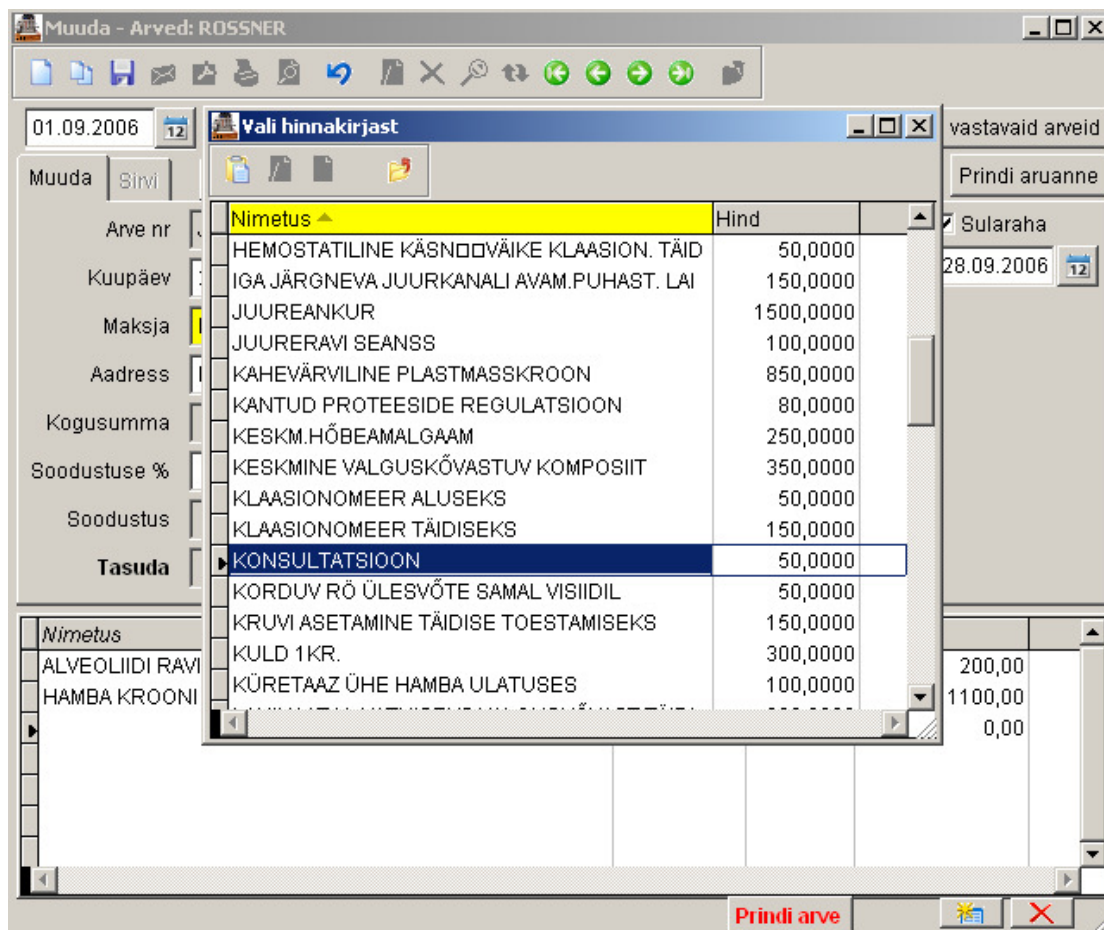 Muuda - Arved: ROSSNER
01.09.2006 12
vastavaid arveid
Muuda Sirvi
Prindi aruanne
Arve nr
Sularaha
Kuupäev
28.09.2006 12
Maksja
Aadress
Kogusumma
Soodustuse %
Soodustus
Tasuda
Vali hinnakirjast
Nimetus Hind
HEMOSTATILINE KÄSN□□VÄIKE KLAASION. TÄID 50,0000
IGA JÄRGNEVA JUURKANALI AVAM.PUHAST. LAI 150,0000
JUUREANKUR 1500,0000
JUURERAVI SEANSS 100,0000
KAHEVÄRVILINE PLASTMASSKROON 850,0000
KANTUD PROTEESIDE REGULATSIOON 80,0000
KESKM.HÕBEAMALGAAM 250,0000
KESKMINE VALGUSKÕVASTUV KOMPOSIIT 350,0000
KLAASIONOMEER ALUSEKS 50,0000
KLAASIONOMEER TÄIDISEKS 150,0000
KONSULTATSIOON 50,0000
KORDUV RÖ ÜLESVÕTE SAMAL VISIIDIL 50,0000
KRUVI ASETAMINE TÄIDISE TOESTAMISEKS 150,0000
KULD 1KR. 300,0000
KÜRETAAZ ÜHE HAMBA ULATUSES 100,0000
Nimetus
ALVEOLIIDI RAVI 200,00
HAMBA KROONI 1100,00
0,00
Prindi arve